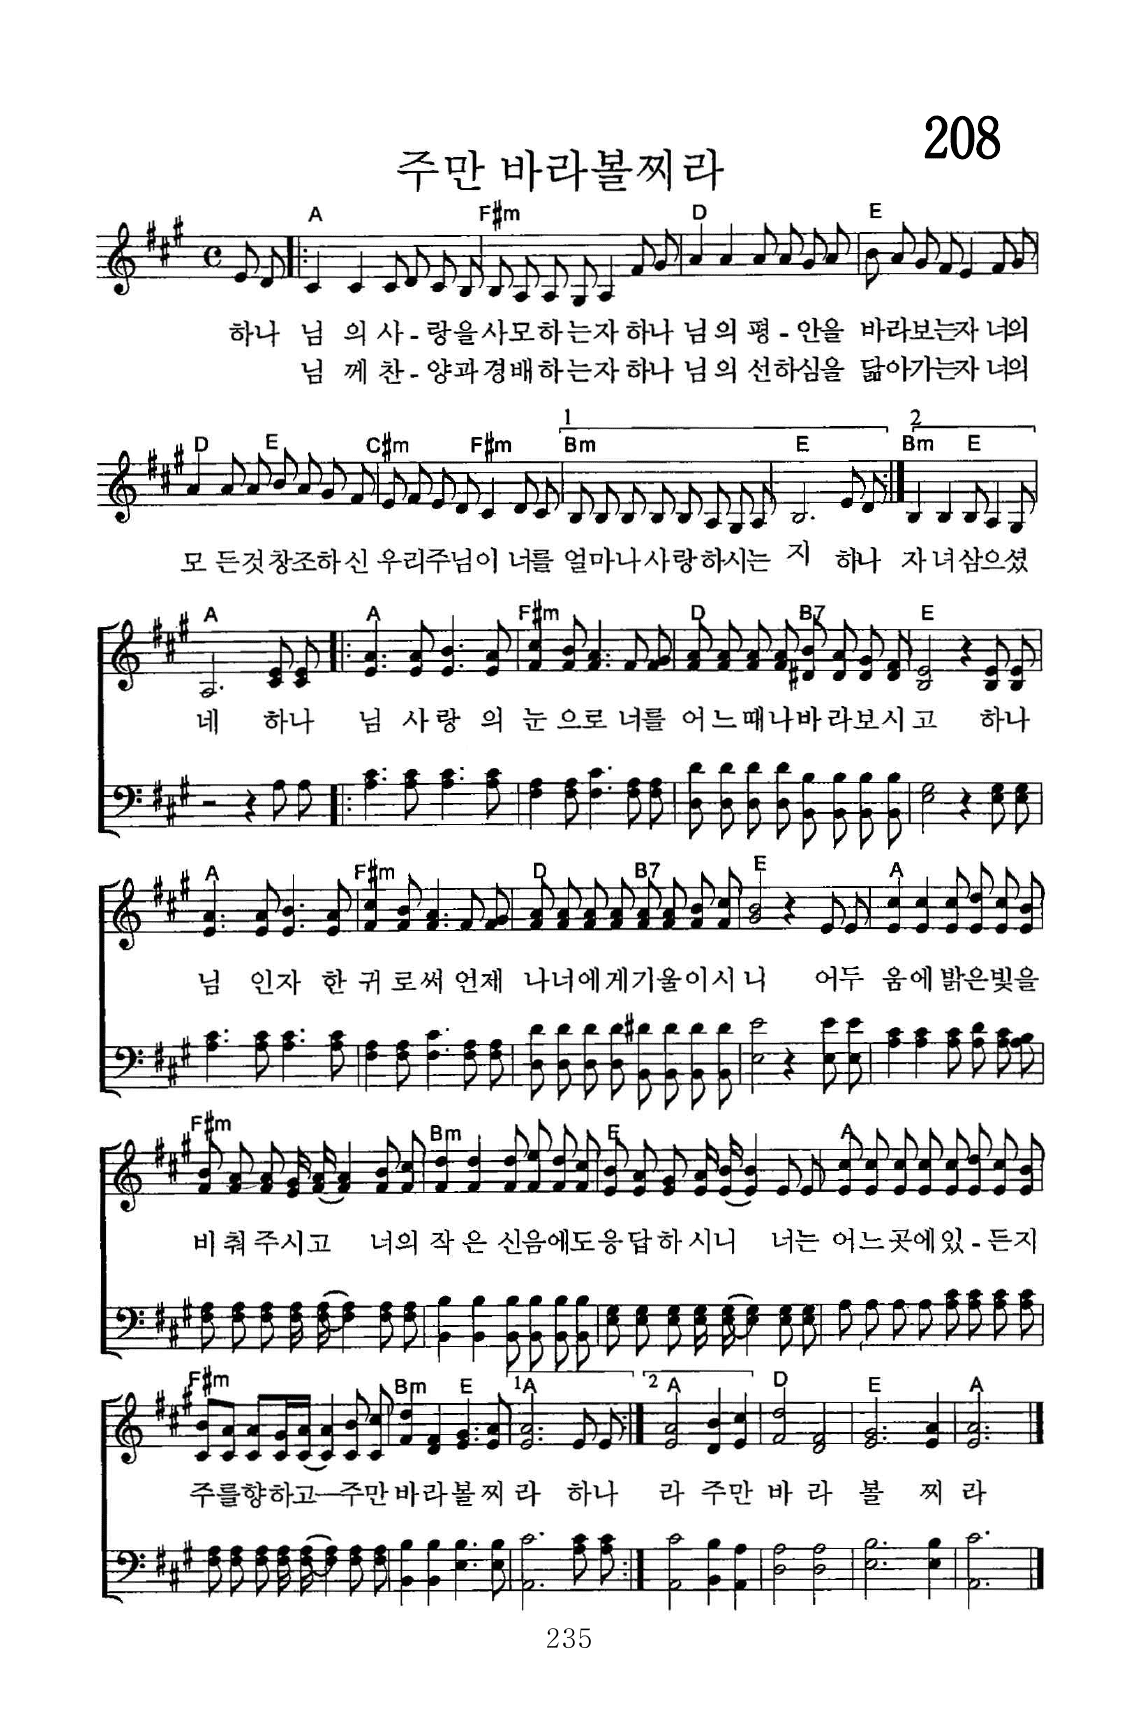 208
주만 바라볼찌라
A F#m D E
하나 님 의 사 - 랑을 사모하는자 하나 님의 평 - 안을 바라보는자 너의
님 께 찬 - 양과 경배하는자 하나 님의 선하심을 닮아가는자 너의
1 2
D E C#m F#m Bm E Bm E
모 든것 창조하 신 우리주님이 너를 얼마나 사랑하시는 지 하나 자 녀 삼으셨
A A F#m D B7 E
네 하나 님 사 랑 의 눈 으로 너를 어느때나바 라보시 고 하나
A F#m D B7 E A
님 인자 한 귀 로써 언제 나너에게기울이시 니 어두 움에 밝은빛을
F#m Bm E A
비 춰 주시고 너의 작 은 신음에도 응 답 하 시니 너는 어느곳에 있 - 든지
F#m Bm E 1 A 2 A D E A
주를향하고—주만 바라 볼 찌 라 하나 라 주만 바 라 볼 찌 라
235